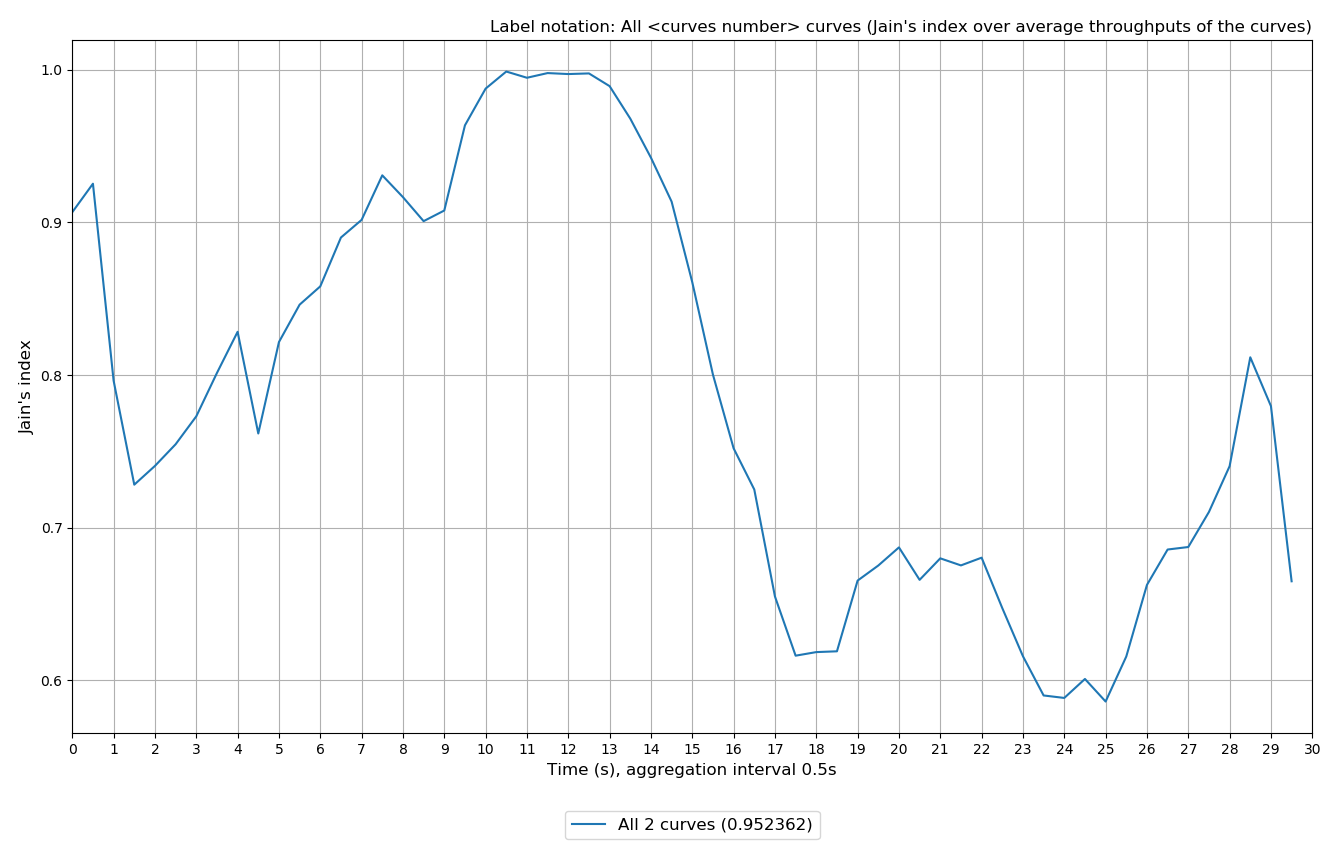 Label notation: All <curves number> curves (Jain's index over average throughputs of the curves)
1.0
0.9
0.8
0.7
0.6
Jain's index
0 1 2 3 4 5 6 7 8 9 10 11 12 13 14 15 16 17 18 19 20 21 22 23 24 25 26 27 28 29 30
Time (s), aggregation interval 0.5s
All 2 curves (0.952362)